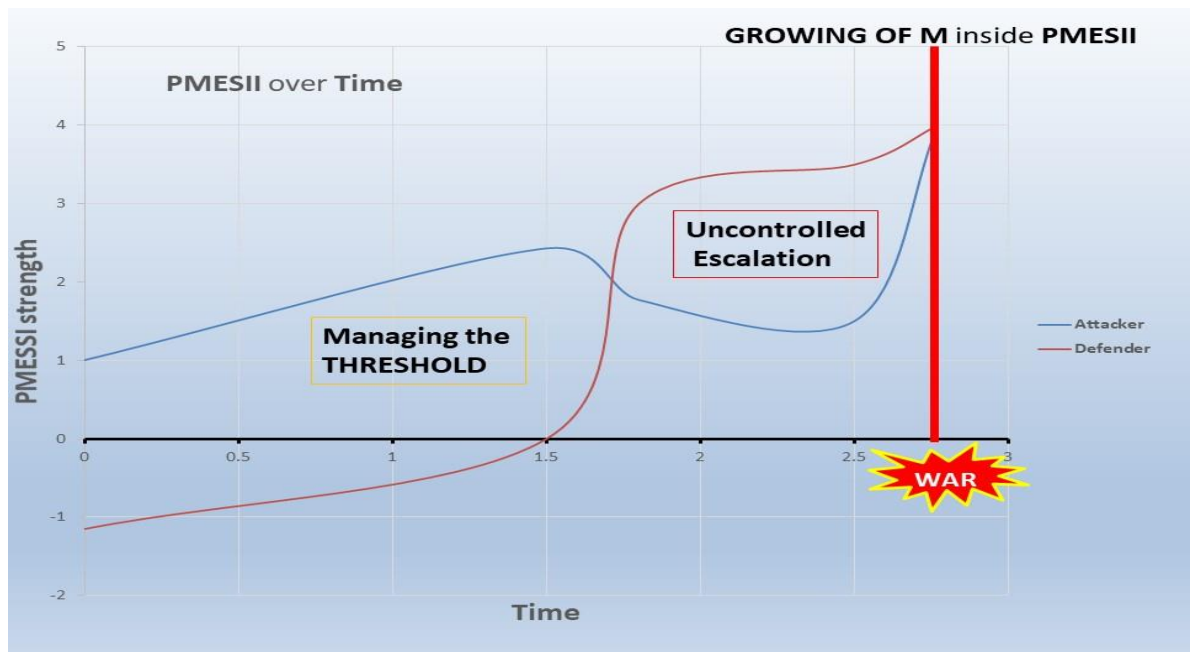 GROWING OF M inside PMESII
PMESII over Time
5
4
3
2
1
0
-1
-2
PMESSI strength
Managing the
THRESHOLD
Uncontrolled
Escalation
Attacker
Defender
0
0.5
1
1.5
2
2.5
3
WAR
Time